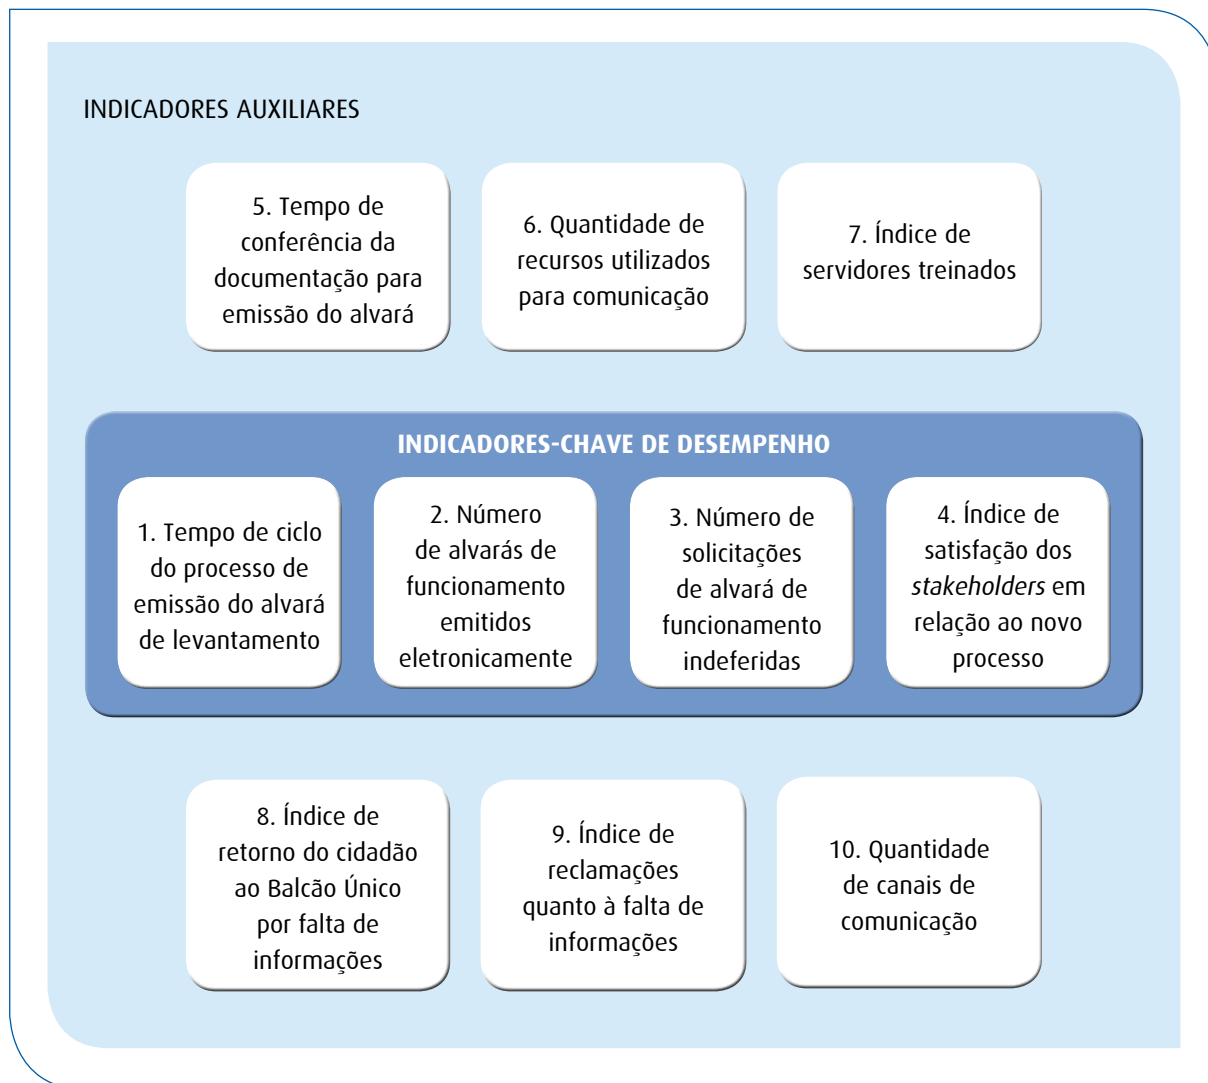 INDICADORES AUXILIARES
5. Tempo de
conferência da
documentação para
emissão do alvará
6. Quantidade de
recursos utilizados
para comunicação
7. Índice de
servidores treinados
INDICADORES-CHAVE DE DESEMPENHO
1. Tempo de ciclo
do processo de
emissão do alvará
de levantamento
2. Número
de alvarás de
funcionamento
emitidos
eletronicamente
3. Número de
solicitações
de alvará de
funcionamento
indeferidas
4. Índice de
satisfação dos
stakeholders em
relação ao novo
processo
8. Índice de
retorno do cidadão
ao Balcão Único
por falta de
informações
9. Índice de
reclamações
quanto à falta de
informações
10. Quantidade
de canais de
comunicação